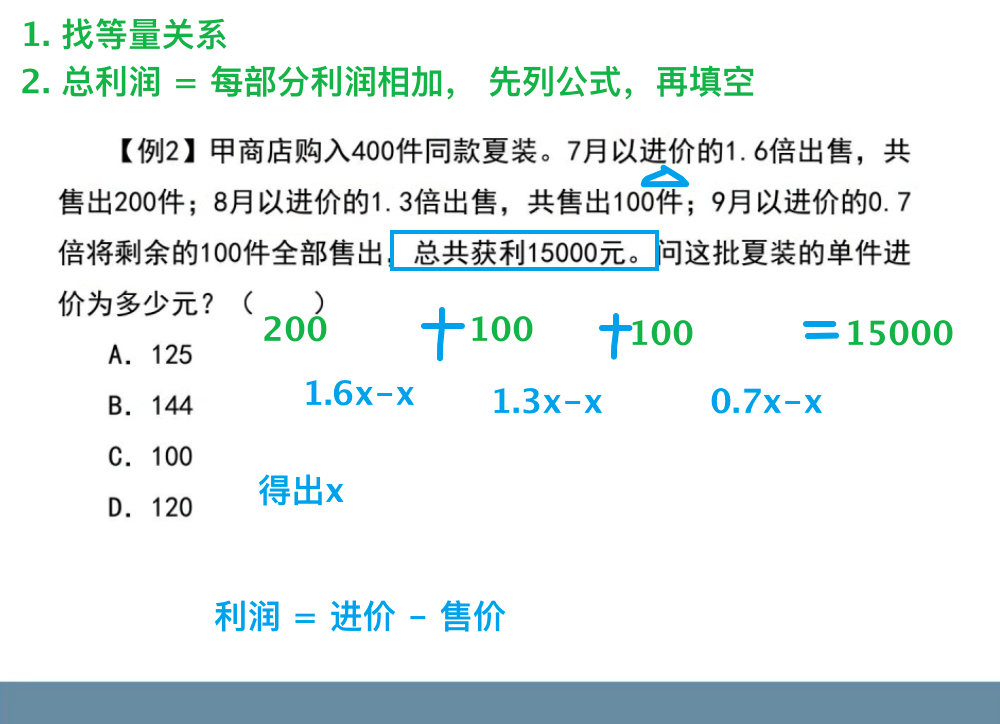 1. 找等量关系
2. 总利润 = 每部分利润相加， 先列公式，再填空
【例2】甲商店购入400件同款夏装。7月以进价的1.6倍出售，共
售出200件；8月以进价的1.3倍出售，共售出100件；9月以进价的0.7
倍将剩余的100件全部售出，总共获利15000元。问这批夏装的单件进
价为多少元？（ ）
200 + 100 + 100 = 15000
A. 125
1.6x-x 1.3x-x 0.7x-x
B. 144
C. 100
得出x
D. 120
利润 = 进价 - 售价